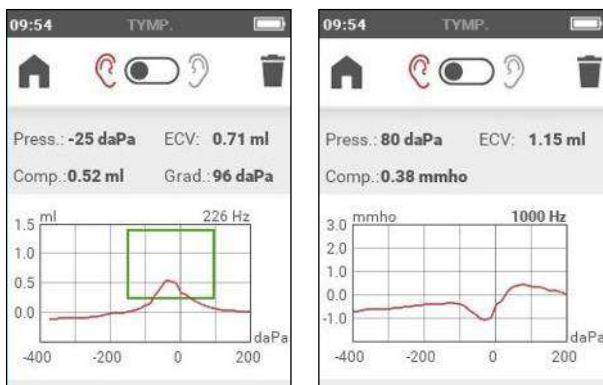 09:54 TYMP.
Press.: -25 daPa ECV: 0.71 ml
Comp.:0.52 ml Grad.:96 daPa
ml 226 Hz
1.5
1.0
0.5
0.0
daPa
-400 -200 0 200
09:54 TYMP.
Press.: 80 daPa ECV: 1.15 ml
Comp.:0.38 mmho
mmho 1000 Hz
3.0
2.0
1.0
0.0
-1.0
daPa
-400 -200 0 200